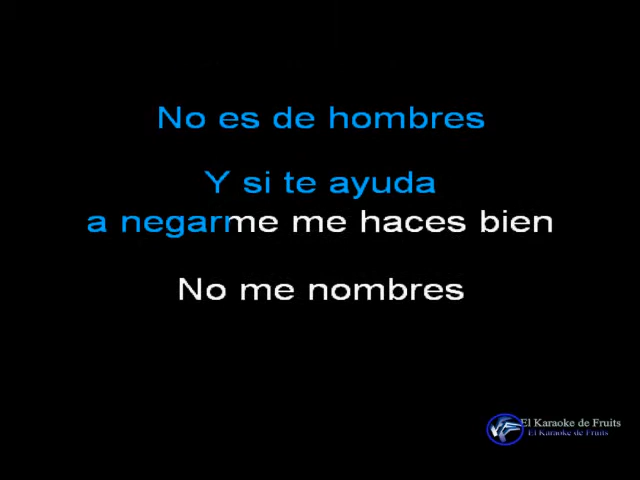 No es de hombres
Y si te ayuda
a negarme me haces bien
No me nombres
El Karaoke de Fruits
El Karaoke de Fruits